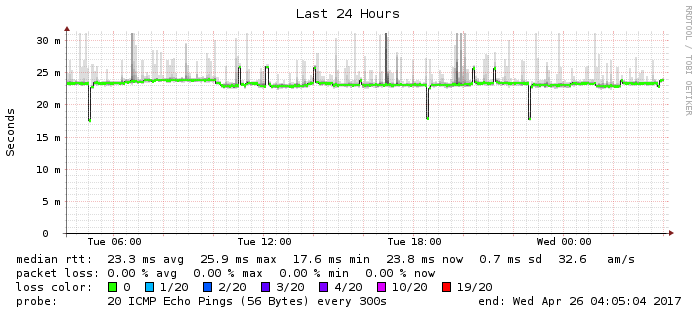 Last 24 Hours
RRDTOOL / TOBI OETIKER
Seconds
30 m
25 m
20 m
15 m
10 m
5 m
0
Tue 06:00 Tue 12:00 Tue 18:00 Wed 00:00
median rtt: 23.3 ms avg 25.9 ms max 17.6 ms min 23.8 ms now 0.7 ms sd 32.6 am/s
packet loss: 0.00 % avg 0.00 % max 0.00 % min 0.00 % now
loss color: 0 1/20 2/20 3/20 4/20 10/20 19/20
probe: 20 ICMP Echo Pings (56 Bytes) every 300s end: Wed Apr 26 04:05:04 2017